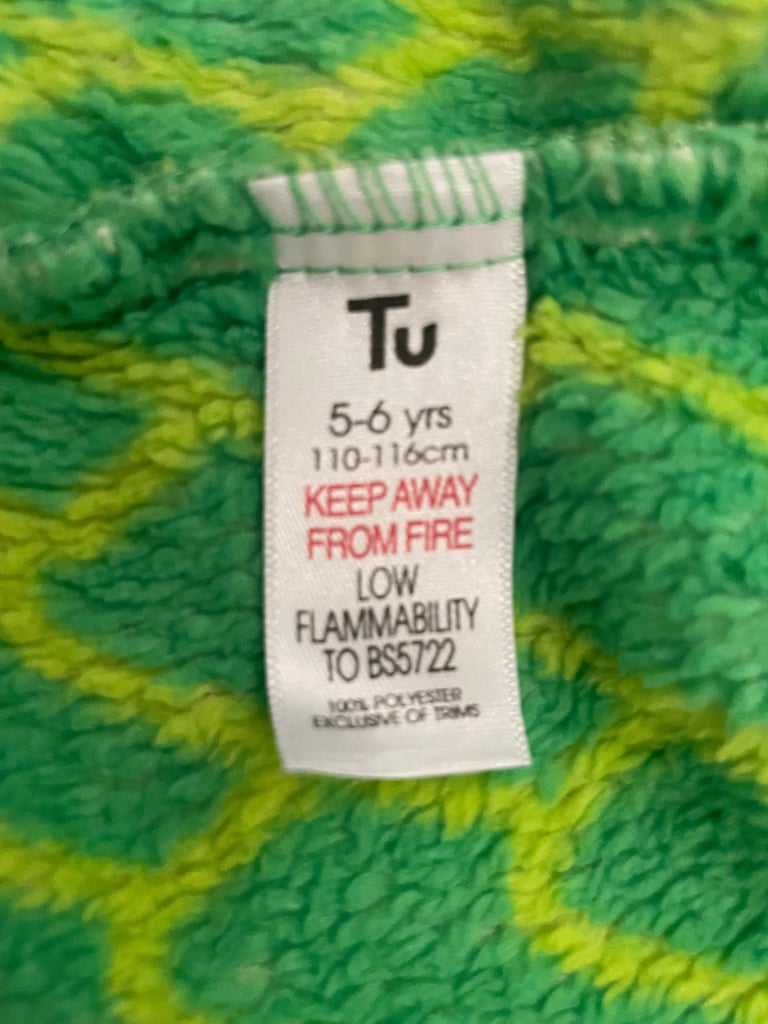 Tu
5-6 yrs
110-116cm
KEEP AWAY
FROM FIRE
LOW
FLAMMABILITY
TO BS5722
100% POLYESTER
EXCLUSIVE OF TRIMS